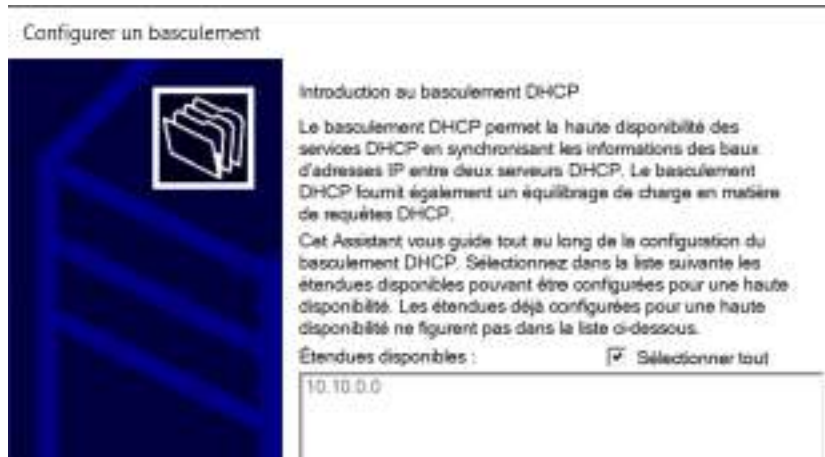 Configurer un basculement
Introduction au basculement DHCP
Le basculement DHCP permet la haute disponibilité des
services DHCP en synchronisant les informations des baux
d'adresses IP entre deux serveurs DHCP. Le basculement
DHCP fournit également un équilibrage de charge en matière
de requêtes DHCP.
Cet Assistant vous guide tout au long de la configuration du
basculement DHCP. Sélectionnez dans la liste suivante les
étendues disponibles pouvant être configurées pour une haute
disponibilité. Les étendues déjà configurées pour une haute
disponibilité ne figurent pas dans la liste ci-dessous.
Étendues disponibles : Sélectionner tout
10.10.0.0